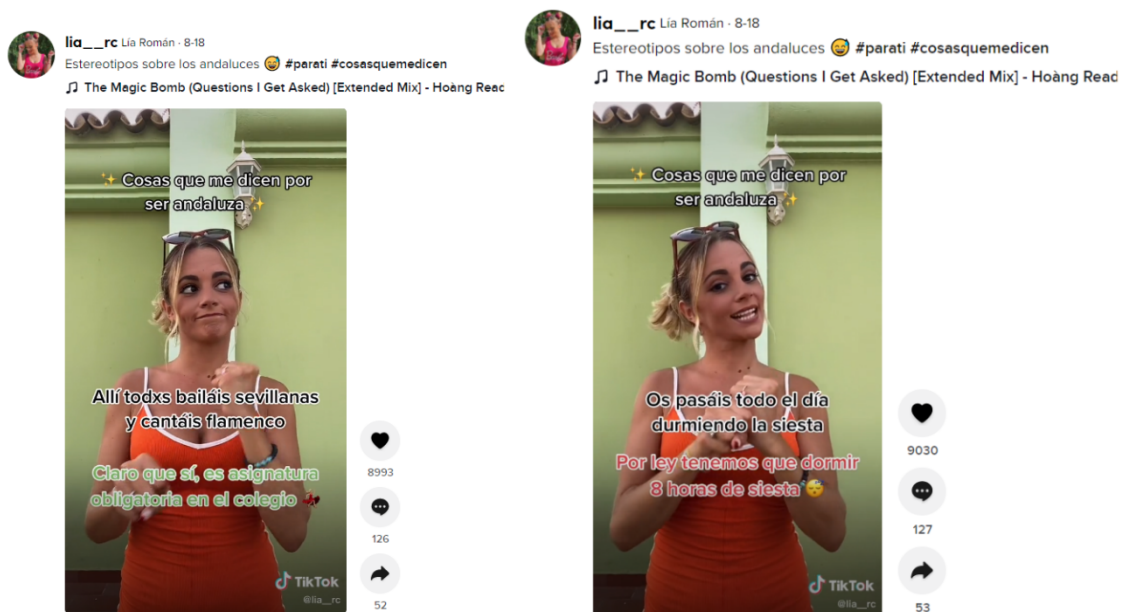 lia__rc Lía Román · 8-18
Estereotipos sobre los andaluces 😅 #parati #cosasquemedicen
♫ The Magic Bomb (Questions I Get Asked) [Extended Mix] - Hoàng Read
✨ Cosas que me dicen por
ser andaluza ✨
Allí todxs bailáis sevillanas
y cantáis flamenco
Claro que sí, es asignatura
obligatoria en el colegio 💃
8993
126
52
TikTok
@lia__rc
lia__rc Lía Román · 8-18
Estereotipos sobre los andaluces 😅 #parati #cosasquemedicen
♫ The Magic Bomb (Questions I Get Asked) [Extended Mix] - Hoàng Read
✨ Cosas que me dicen por
ser andaluza ✨
Os pasáis todo el día
durmiendo la siesta
Por ley tenemos que dormir
8 horas de siesta 😴
9030
127
53
TikTok
@lia__rc